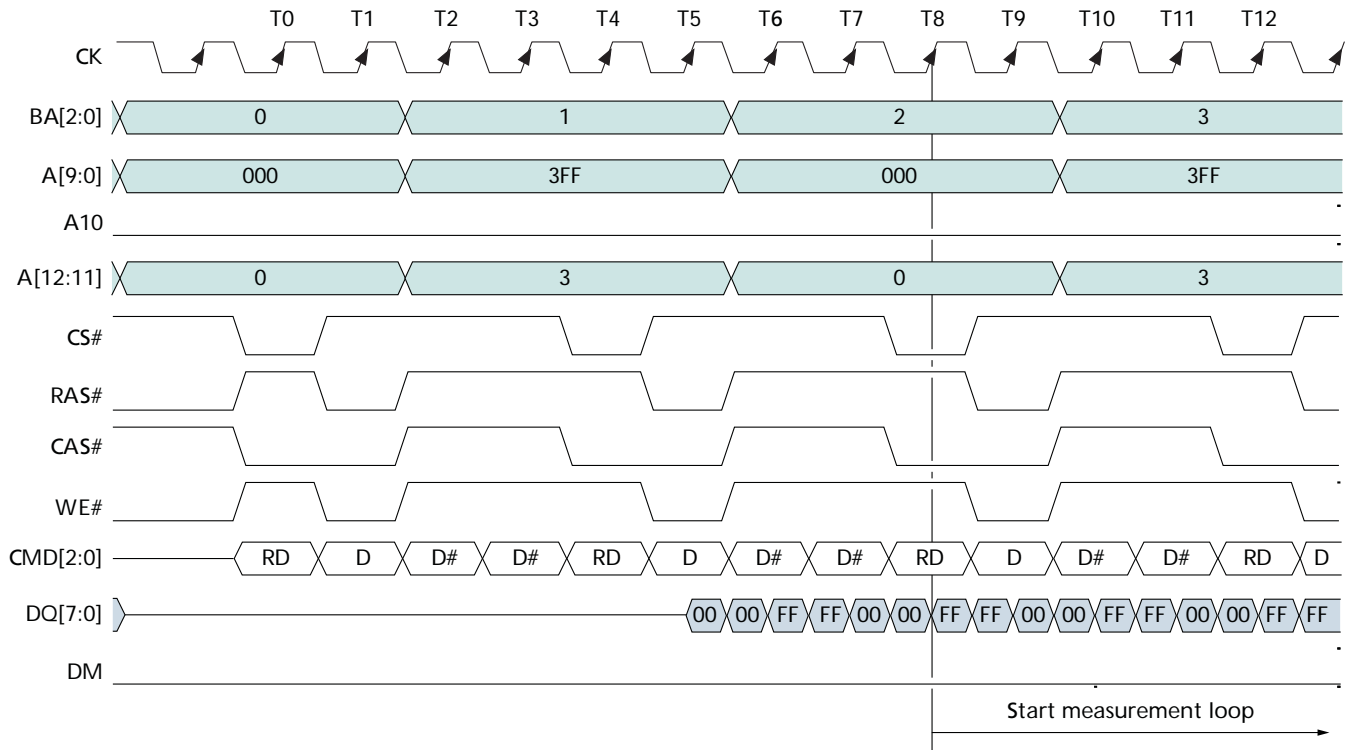 T0 T1 T2 T3 T4 T5 T6 T7 T8 T9 T10 T11 T12
CK
BA[2:0] 0 1 2 3
A[9:0] 000 3FF 000 3FF
A10
A[12:11] 0 3 0 3
CS#
RAS#
CAS#
WE#
CMD[2:0] RD D D# D# RD D D# D# RD D D# D# RD D
DQ[7:0] 00 00 FF FF 00 00 FF FF 00 00 FF FF 00 00 FF FF
DM
Start measurement loop